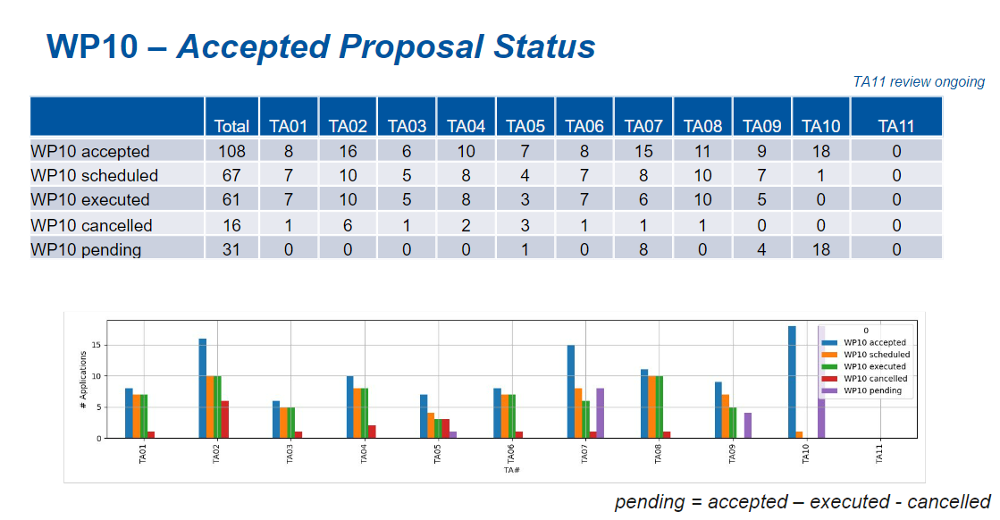 WP10 – Accepted Proposal Status
TA11 review ongoing
Total TA01 TA02 TA03 TA04 TA05 TA06 TA07 TA08 TA09 TA10 TA11
WP10 accepted 108 8 16 6 10 7 8 15 11 9 18 0
WP10 scheduled 67 7 10 5 8 4 7 8 10 7 1 0
WP10 executed 61 7 10 5 8 3 7 6 10 5 0 0
WP10 cancelled 16 1 6 1 2 3 1 1 1 0 0 0
WP10 pending 31 0 0 0 0 1 0 8 0 4 18 0
# Applications
15
10
5
0
0
WP10 accepted
WP10 scheduled
WP10 executed
WP10 cancelled
WP10 pending
TA01 TA02 TA03 TA04 TA05 TA06 TA07 TA08 TA09 TA10 TA11
TA#
pending = accepted – executed - cancelled